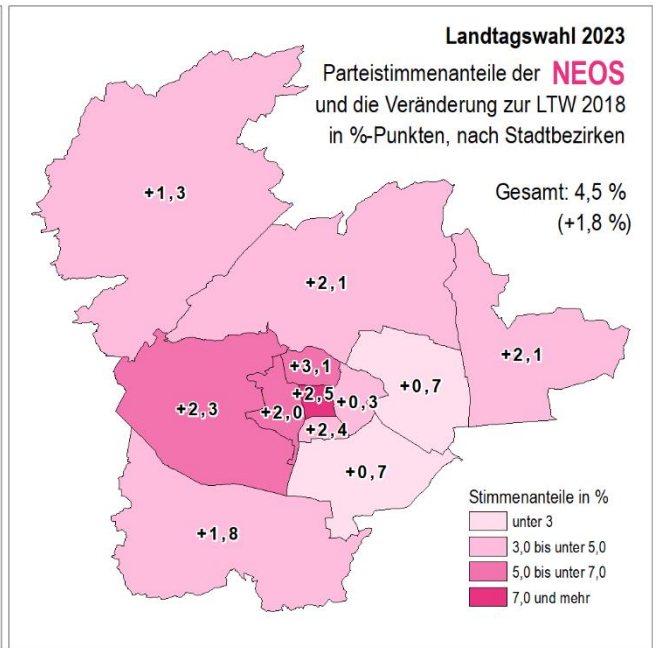 Landtagswahl 2023
Parteistimmenanteile der NEOS
und die Veränderung zur LTW 2018
in %-Punkten, nach Stadtbezirken
Gesamt: 4,5 %
(+1,8 %)
+1,3
+2,1
+2,1
+3,1
+0,7
+2,5
+0,3
+2,3
+2,0
+2,4
+0,7
+1,8
Stimmenanteile in %
unter 3
3,0 bis unter 5,0
5,0 bis unter 7,0
7,0 und mehr